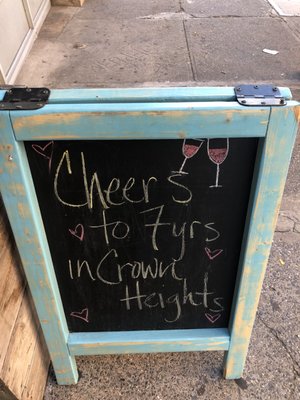 Cheers
to 7yrs
in Crown
Heights